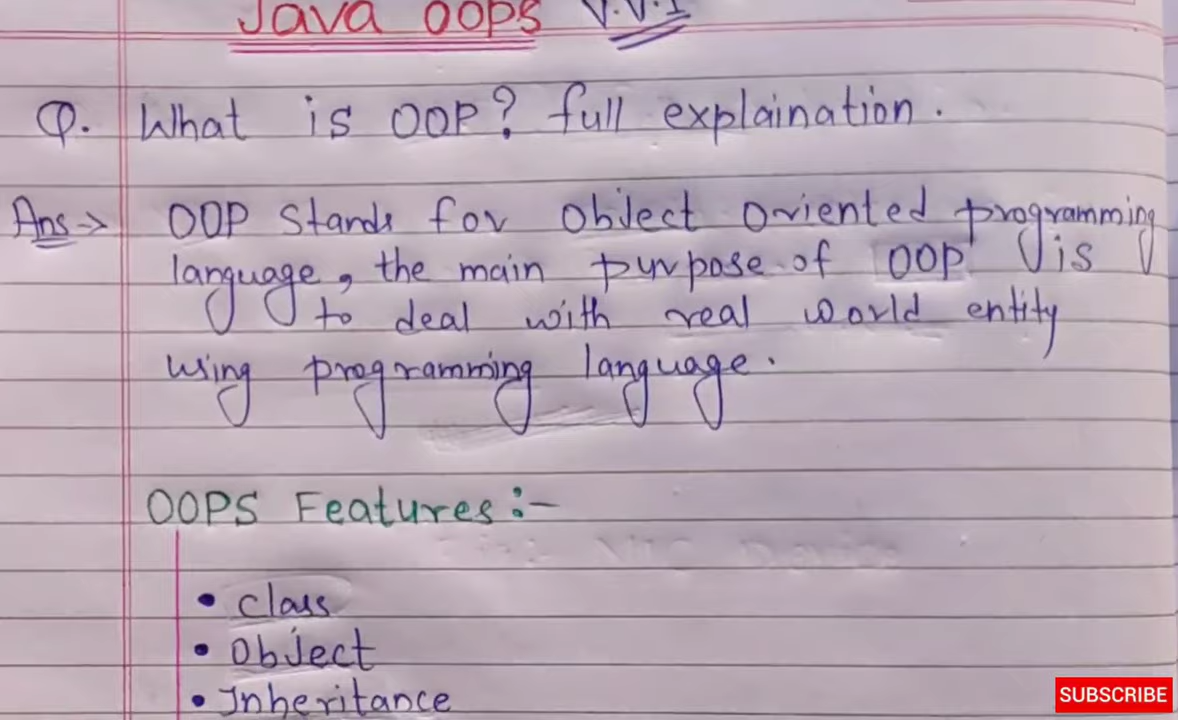 Java OOPS V.V.I
Q. What is OOP? full explaination.
Ans-> OOP Stands for Object Oriented programming
language, the main purpose of OOP is
to deal with real world entity
using programming language.
OOPS Features:-
• class
• Object
• Inheritance
SUBSCRIBE